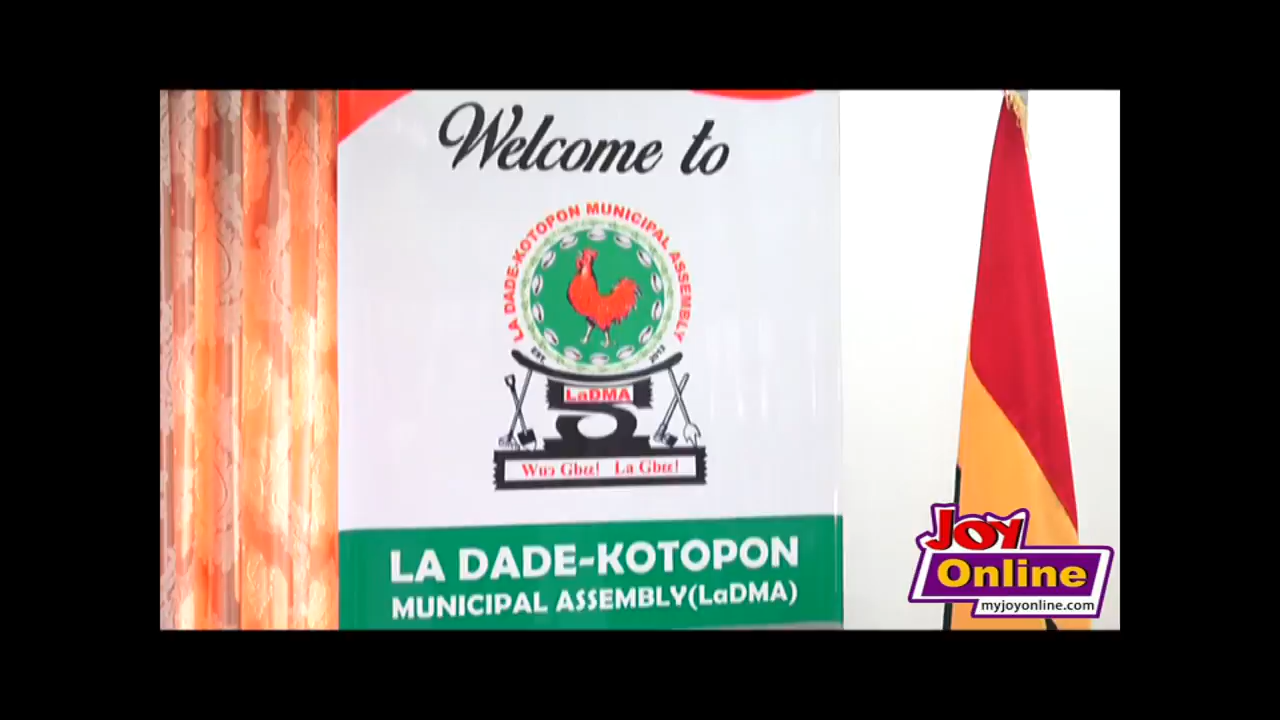 Welcome to
LA DADE-KOTOPON MUNICIPAL ASSEMBLY
EST. 2012
LaDMA
Wɔ Gbɛɛ! La Gbɛɛ!
LA DADE-KOTOPON
MUNICIPAL ASSEMBLY(LaDMA)
JOY
Online
myjoyonline.com